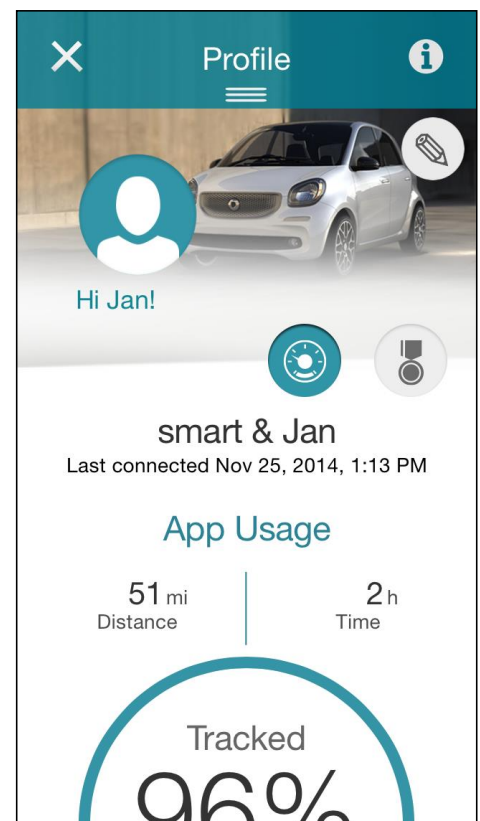 Profile
Hi Jan!
smart & Jan
Last connected Nov 25, 2014, 1:13 PM
App Usage
51 mi
Distance
2 h
Time
Tracked
96%